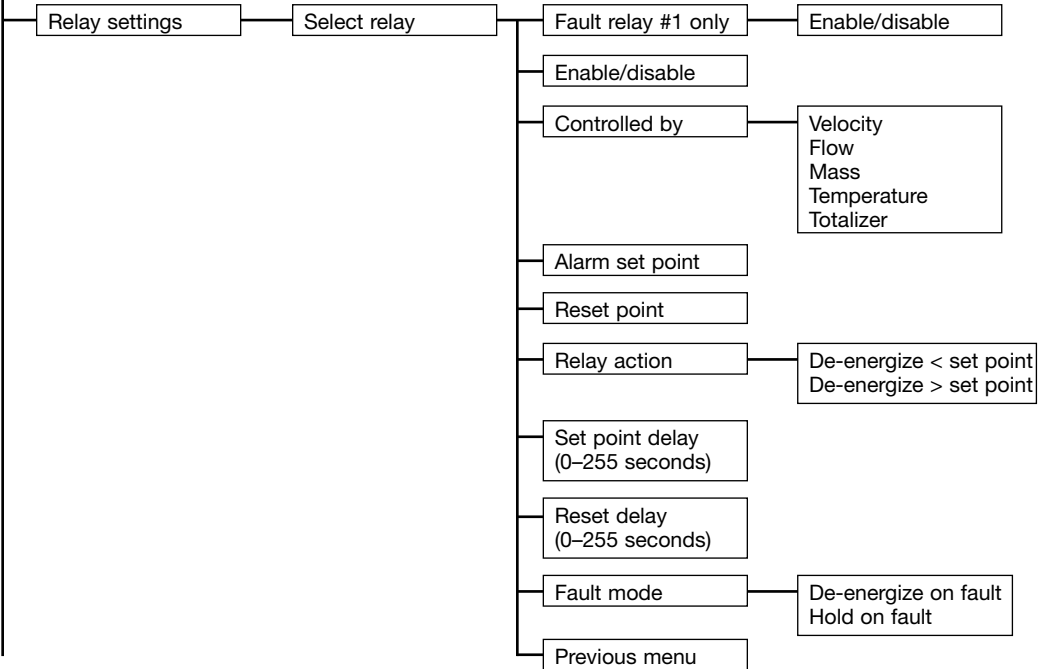 Relay settings
Select relay
Fault relay #1 only
Enable/disable
Enable/disable
Controlled by
Velocity
Flow
Mass
Temperature
Totalizer
Alarm set point
Reset point
Relay action
De-energize < set point
De-energize > set point
Set point delay
(0–255 seconds)
Reset delay
(0–255 seconds)
Fault mode
De-energize on fault
Hold on fault
Previous menu